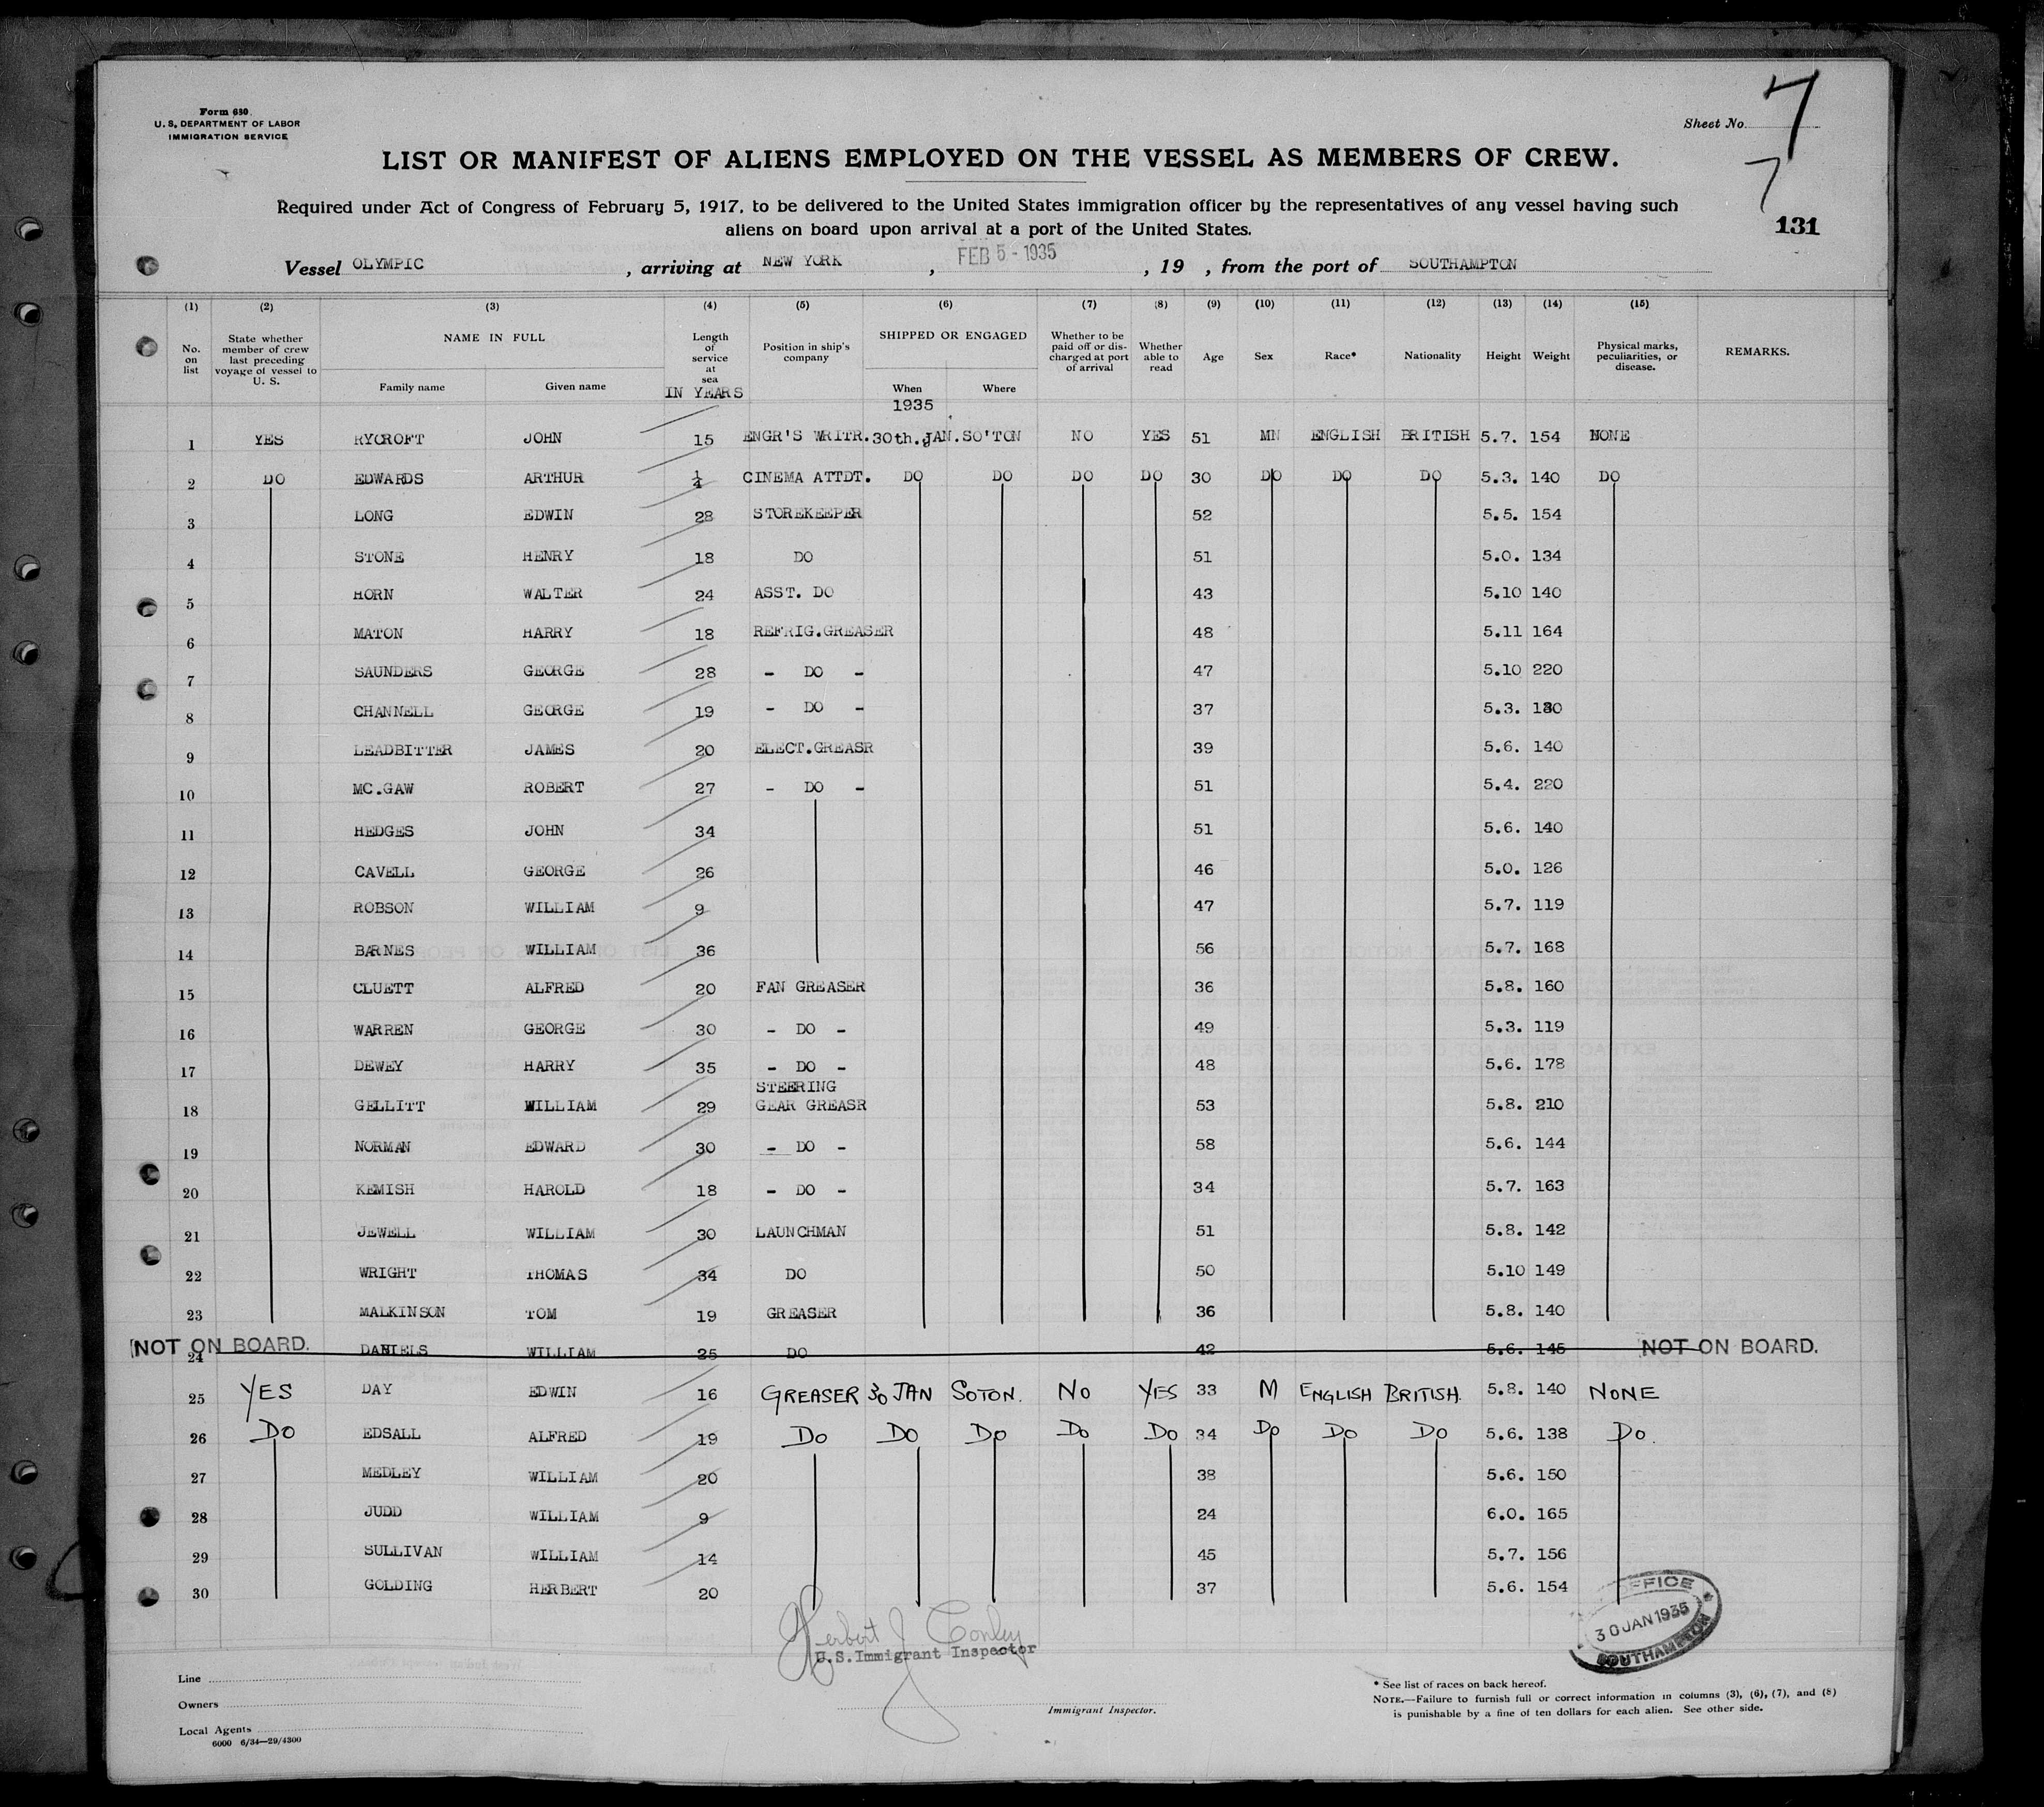 Form 680
U. S. DEPARTMENT OF LABOR
IMMIGRATION SERVICE
Sheet No. 7
7
LIST OR MANIFEST OF ALIENS EMPLOYED ON THE VESSEL AS MEMBERS OF CREW.
Required under Act of Congress of February 5, 1917, to be delivered to the United States immigration officer by the representatives of any vessel having such
aliens on board upon arrival at a port of the United States.
131
Vessel OLYMPIC , arriving at NEW YORK , FEB 5 - 1935 , 19 , from the port of SOUTHAMPTON
(1) (2) (3) (4) (5) (6) (7) (8) (9) (10) (11) (12) (13) (14) (15)
No. on list State whether member of crew last preceding voyage of vessel to U. S. NAME IN FULL Family name Given name Length of service at sea IN YEARS Position in ship's company SHIPPED OR ENGAGED When 1935 Where Whether to be paid off or discharged at port of arrival Whether able to read Age Sex Race* Nationality Height Weight Physical marks, peculiarities, or disease. REMARKS.
1 YES RYCROFT JOHN 15 ENGR'S WRITR. 30th. JAN. SO'TON NO YES 51 MN ENGLISH BRITISH 5.7. 154 NONE
2 DO EDWARDS ARTHUR 1/4 CINEMA ATTDT. DO DO DO DO 30 DO DO DO 5.3. 140 DO
3 LONG EDWIN 28 STOREKEEPER 52 5.5. 154
4 STONE HENRY 18 DO 51 5.0. 134
5 HORN WALTER 24 ASST. DO 43 5.10 140
6 MATON HARRY 18 REFRIG.GREASER 48 5.11 164
7 SAUNDERS GEORGE 28 - DO - 47 5.10 220
8 CHANNELL GEORGE 19 - DO - 37 5.3.
9 LEADBITTER JAMES 20 ELECT.GREASR 39 5.6. 140
10 MC.GAW ROBERT 27 - DO - 51 5.4. 220
11 HEDGES JOHN 34 51 5.6. 140
12 CAVELL GEORGE 26 46 5.0. 126
13 ROBSON WILLIAM 9 47 5.7. 119
14 BARNES WILLIAM 36 56 5.7. 168
15 CLUETT ALFRED 20 FAN GREASER 36 5.8. 160
16 WARREN GEORGE 30 - DO - 49 5.3. 119
17 DEWEY HARRY 35 - DO - 48 5.6. 178
STEERING
18 GELLITT WILLIAM 29 GEAR GREASR 53 5.8. 210
19 NORMAN EDWARD 30 - DO - 58 5.6. 144
20 KEMISH HAROLD 18 - DO - 34 5.7. 163
21 JEWELL WILLIAM 30 LAUNCHMAN 51 5.8. 142
22 WRIGHT THOMAS 34 DO 50 5.10 149
23 MALKINSON TOM 19 GREASER 36 5.8. 140
NOT ON BOARD. 24 DANIELS WILLIAM 25 DO 42 5.6. 145 NOT ON BOARD.
25 YES DAY EDWIN 16 GREASER 30 JAN SOTON. NO YES 33 M ENGLISH BRITISH. 5.8. 140 NONE
26 DO EDSALL ALFRED 19 DO DO DO DO DO 34 DO DO DO 5.6. 138 DO.
27 MEDLEY WILLIAM 20 38 5.6. 150
28 JUDD WILLIAM 9 24 6.0. 165
29 SULLIVAN WILLIAM 14 45 5.7. 156
30 GOLDING HERBERT 20 37 5.6. 154
OFFICE
30 JAN 1935
SOUTHAMPTON
Herbert J Conley
U.S.Immigrant Inspector
Line
Owners
Local Agents
6000 6/34—29/4300
Immigrant Inspector.
* See list of races on back hereof.
NOTE.—Failure to furnish full or correct information in columns (3), (6), (7), and (8)
is punishable by a fine of ten dollars for each alien. See other side.